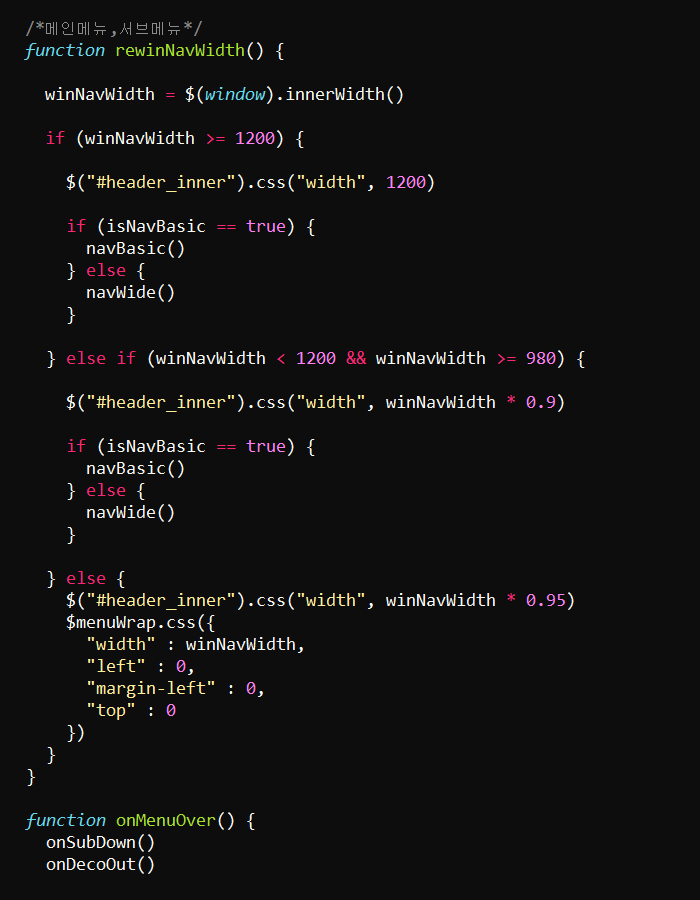 /*메인메뉴,서브메뉴*/
function rewinNavWidth() {
winNavWidth = $(window).innerWidth()
if (winNavWidth >= 1200) {
$("#header_inner").css("width", 1200)
if (isNavBasic == true) {
navBasic()
} else {
navWide()
}
} else if (winNavWidth < 1200 && winNavWidth >= 980) {
$("#header_inner").css("width", winNavWidth * 0.9)
if (isNavBasic == true) {
navBasic()
} else {
navWide()
}
} else {
$("#header_inner").css("width", winNavWidth * 0.95)
$menuWrap.css({
"width" : winNavWidth,
"left" : 0,
"margin-left" : 0,
"top" : 0
})
}
}
function onMenuOver() {
onSubDown()
onDecoOut()